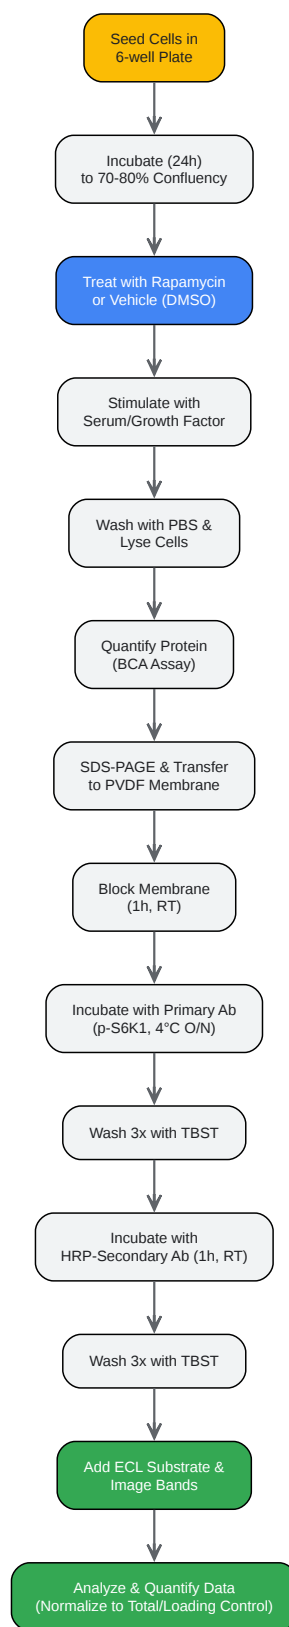 Seed Cells in
6-well Plate
Incubate (24h)
to 70-80% Confluency
Treat with Rapamycin
or Vehicle (DMSO)
Stimulate with
Serum/Growth Factor
Wash with PBS &
Lyse Cells
Quantify Protein
(BCA Assay)
SDS-PAGE & Transfer
to PVDF Membrane
Block Membrane
(1h, RT)
Incubate with Primary Ab
(p-S6K1, 4°C O/N)
Wash 3x with TBST
Incubate with
HRP-Secondary Ab (1h, RT)
Wash 3x with TBST
Add ECL Substrate &
Image Bands
Analyze & Quantify Data
(Normalize to Total/Loading Control)